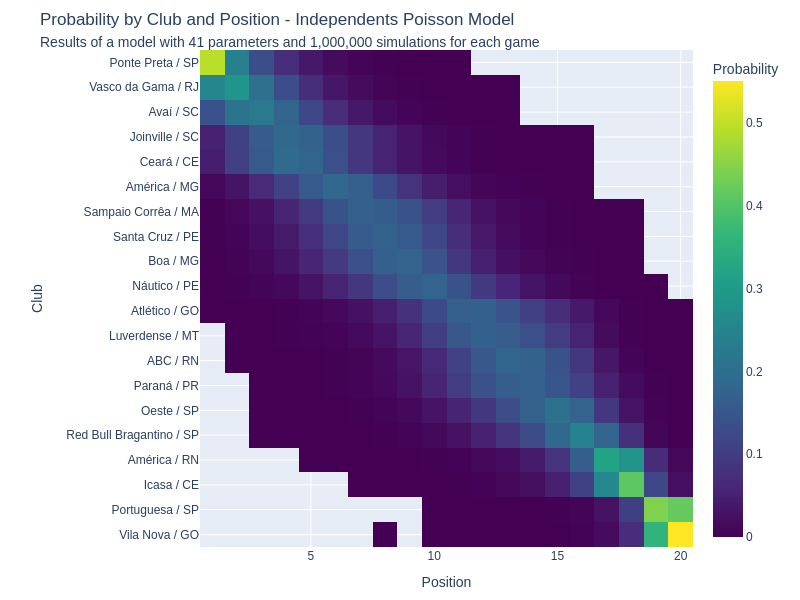 Probability by Club and Position - Independents Poisson Model
Results of a model with 41 parameters and 1,000,000 simulations for each game
Probability
Ponte Preta / SP
Vasco da Gama / RJ
Avaí / SC
Joinville / SC
Ceará / CE
América / MG
Sampaio Corrêa / MA
Santa Cruz / PE
Boa / MG
Náutico / PE
Atlético / GO
Luverdense / MT
ABC / RN
Paraná / PR
Oeste / SP
Red Bull Bragantino / SP
América / RN
Icasa / CE
Portuguesa / SP
Vila Nova / GO
Club
5
10
15
20
Position
0.5
0.4
0.3
0.2
0.1
0